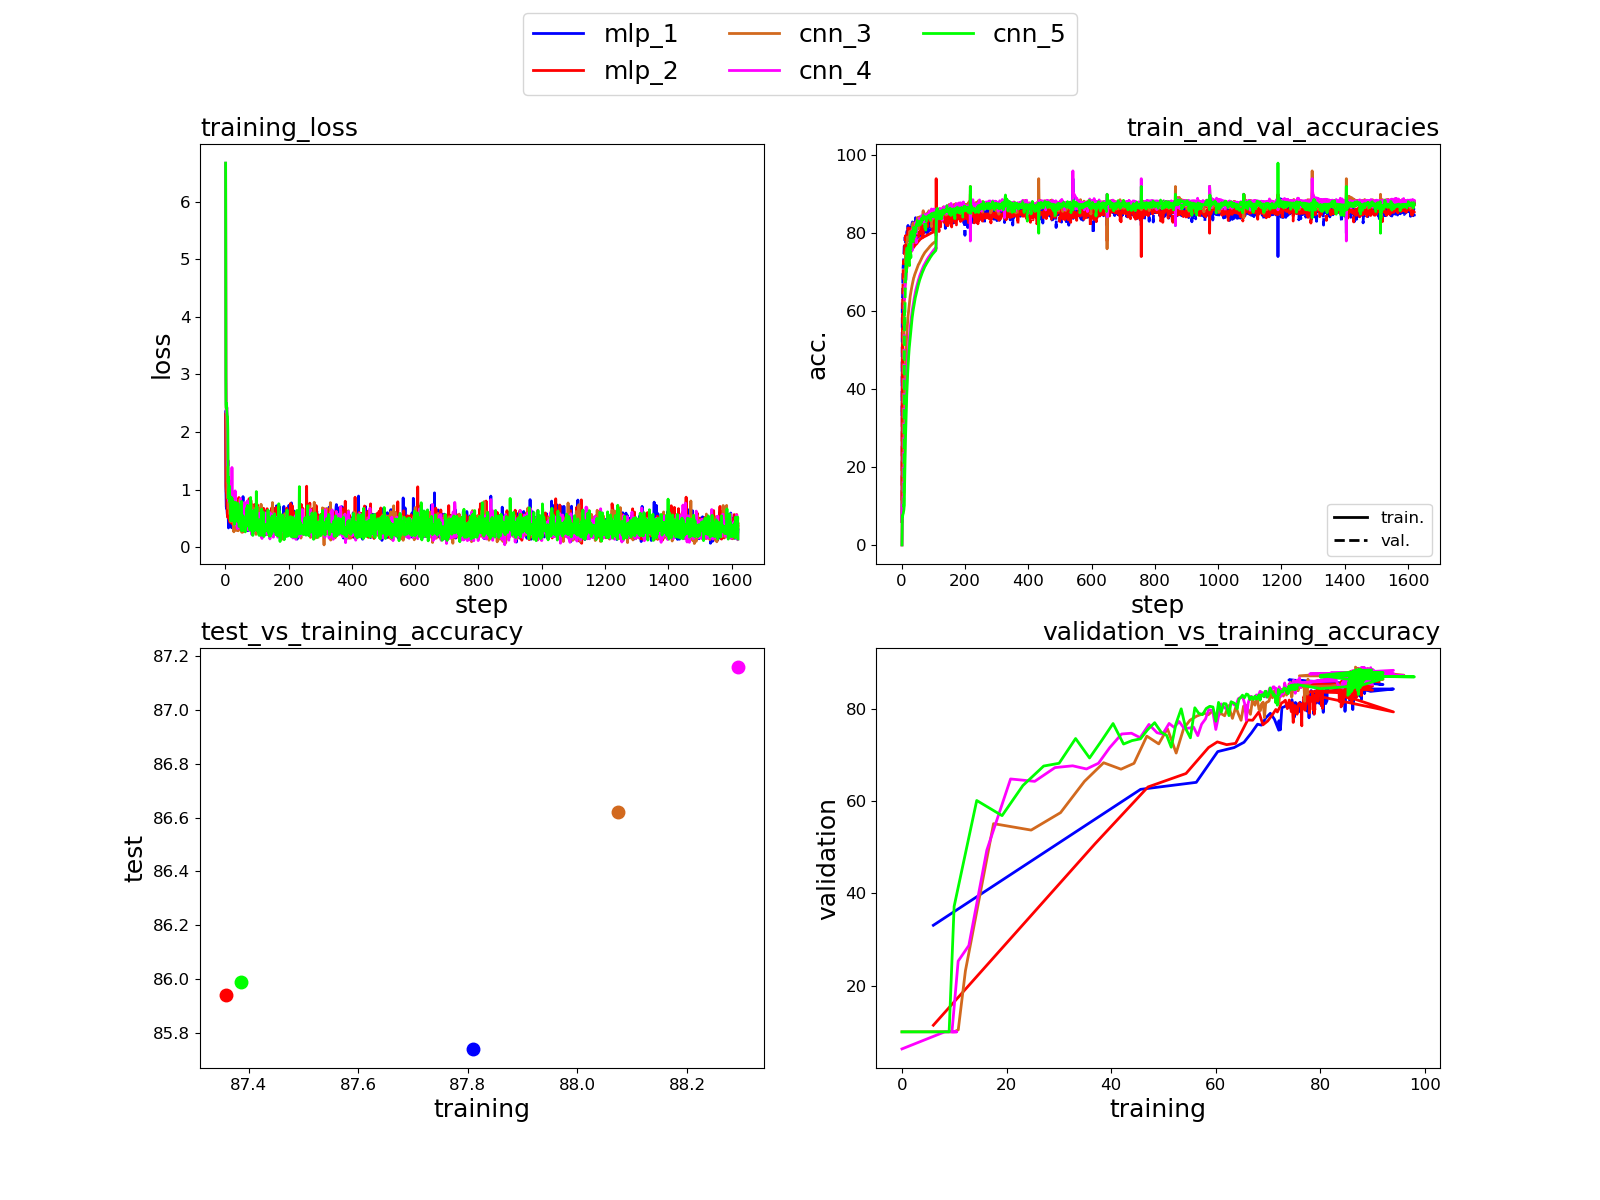 mlp_1 cnn_3 cnn_5
mlp_2 cnn_4
training_loss
6
5
4
3
2
1
0
loss
0 200 400 600 800 1000 1200 1400 1600
step
train_and_val_accuracies
100
80
60
40
20
0
acc.
train.
val.
0 200 400 600 800 1000 1200 1400 1600
step
test_vs_training_accuracy
87.2
87.0
86.8
86.6
86.4
86.2
86.0
85.8
test
87.4 87.6 87.8 88.0 88.2
training
validation_vs_training_accuracy
80
60
40
20
validation
0 20 40 60 80 100
training